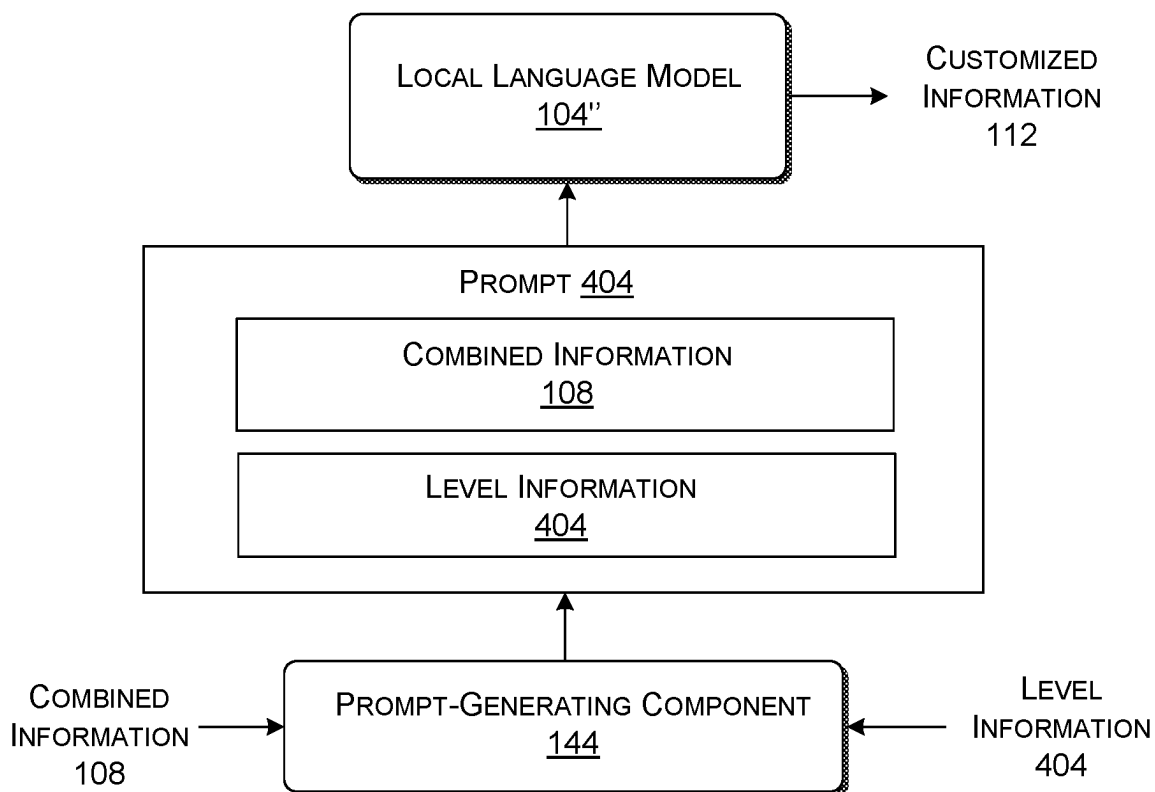 LOCAL LANGUAGE MODEL
104''
CUSTOMIZED
INFORMATION
112
PROMPT 404
COMBINED INFORMATION
108
LEVEL INFORMATION
404
COMBINED
INFORMATION
108
PROMPT-GENERATING COMPONENT
144
LEVEL
INFORMATION
404